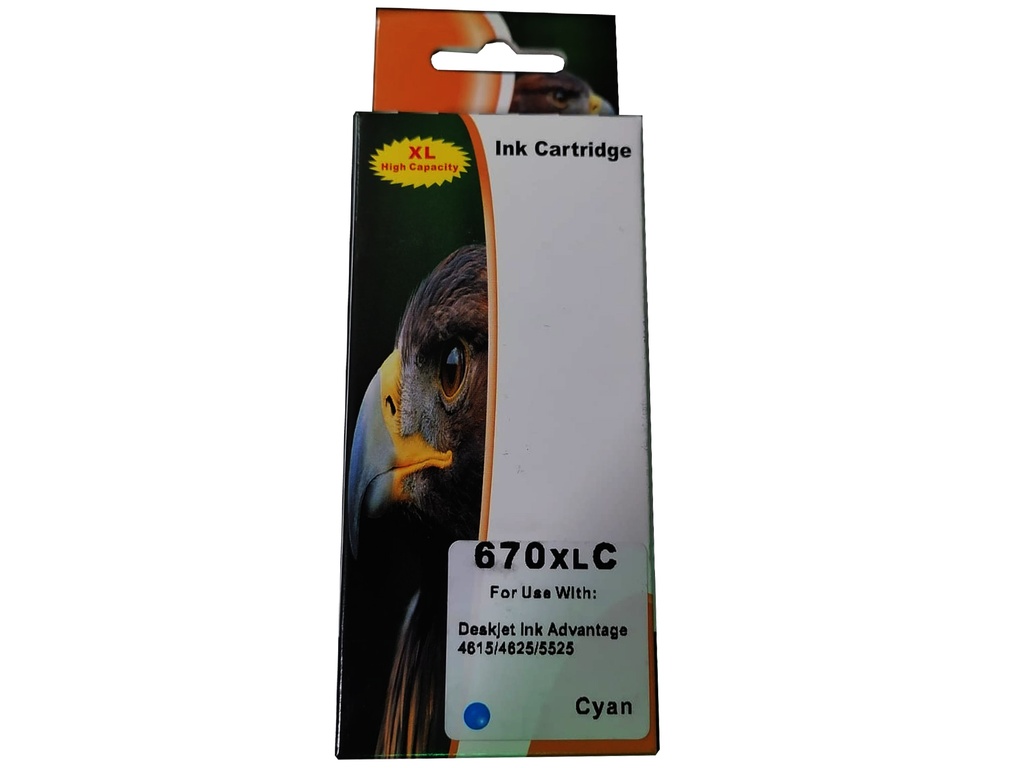 XL
High Capacity
Ink Cartridge
670XLC
For Use With:
Deskjet Ink Advantage
4615/4625/5525
Cyan